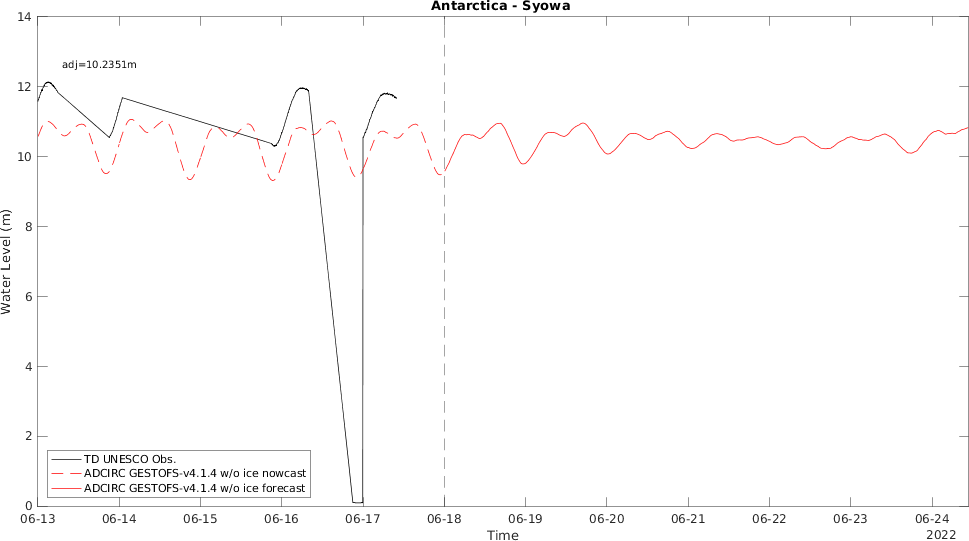 Antarctica - Syowa
adj=10.2351m
14
12
10
8
6
4
2
0
Water Level (m)
TD UNESCO Obs.
ADCIRC GESTOFS-v4.1.4 w/o ice nowcast
ADCIRC GESTOFS-v4.1.4 w/o ice forecast
06-13 06-14 06-15 06-16 06-17 06-18 06-19 06-20 06-21 06-22 06-23 06-24
Time
2022